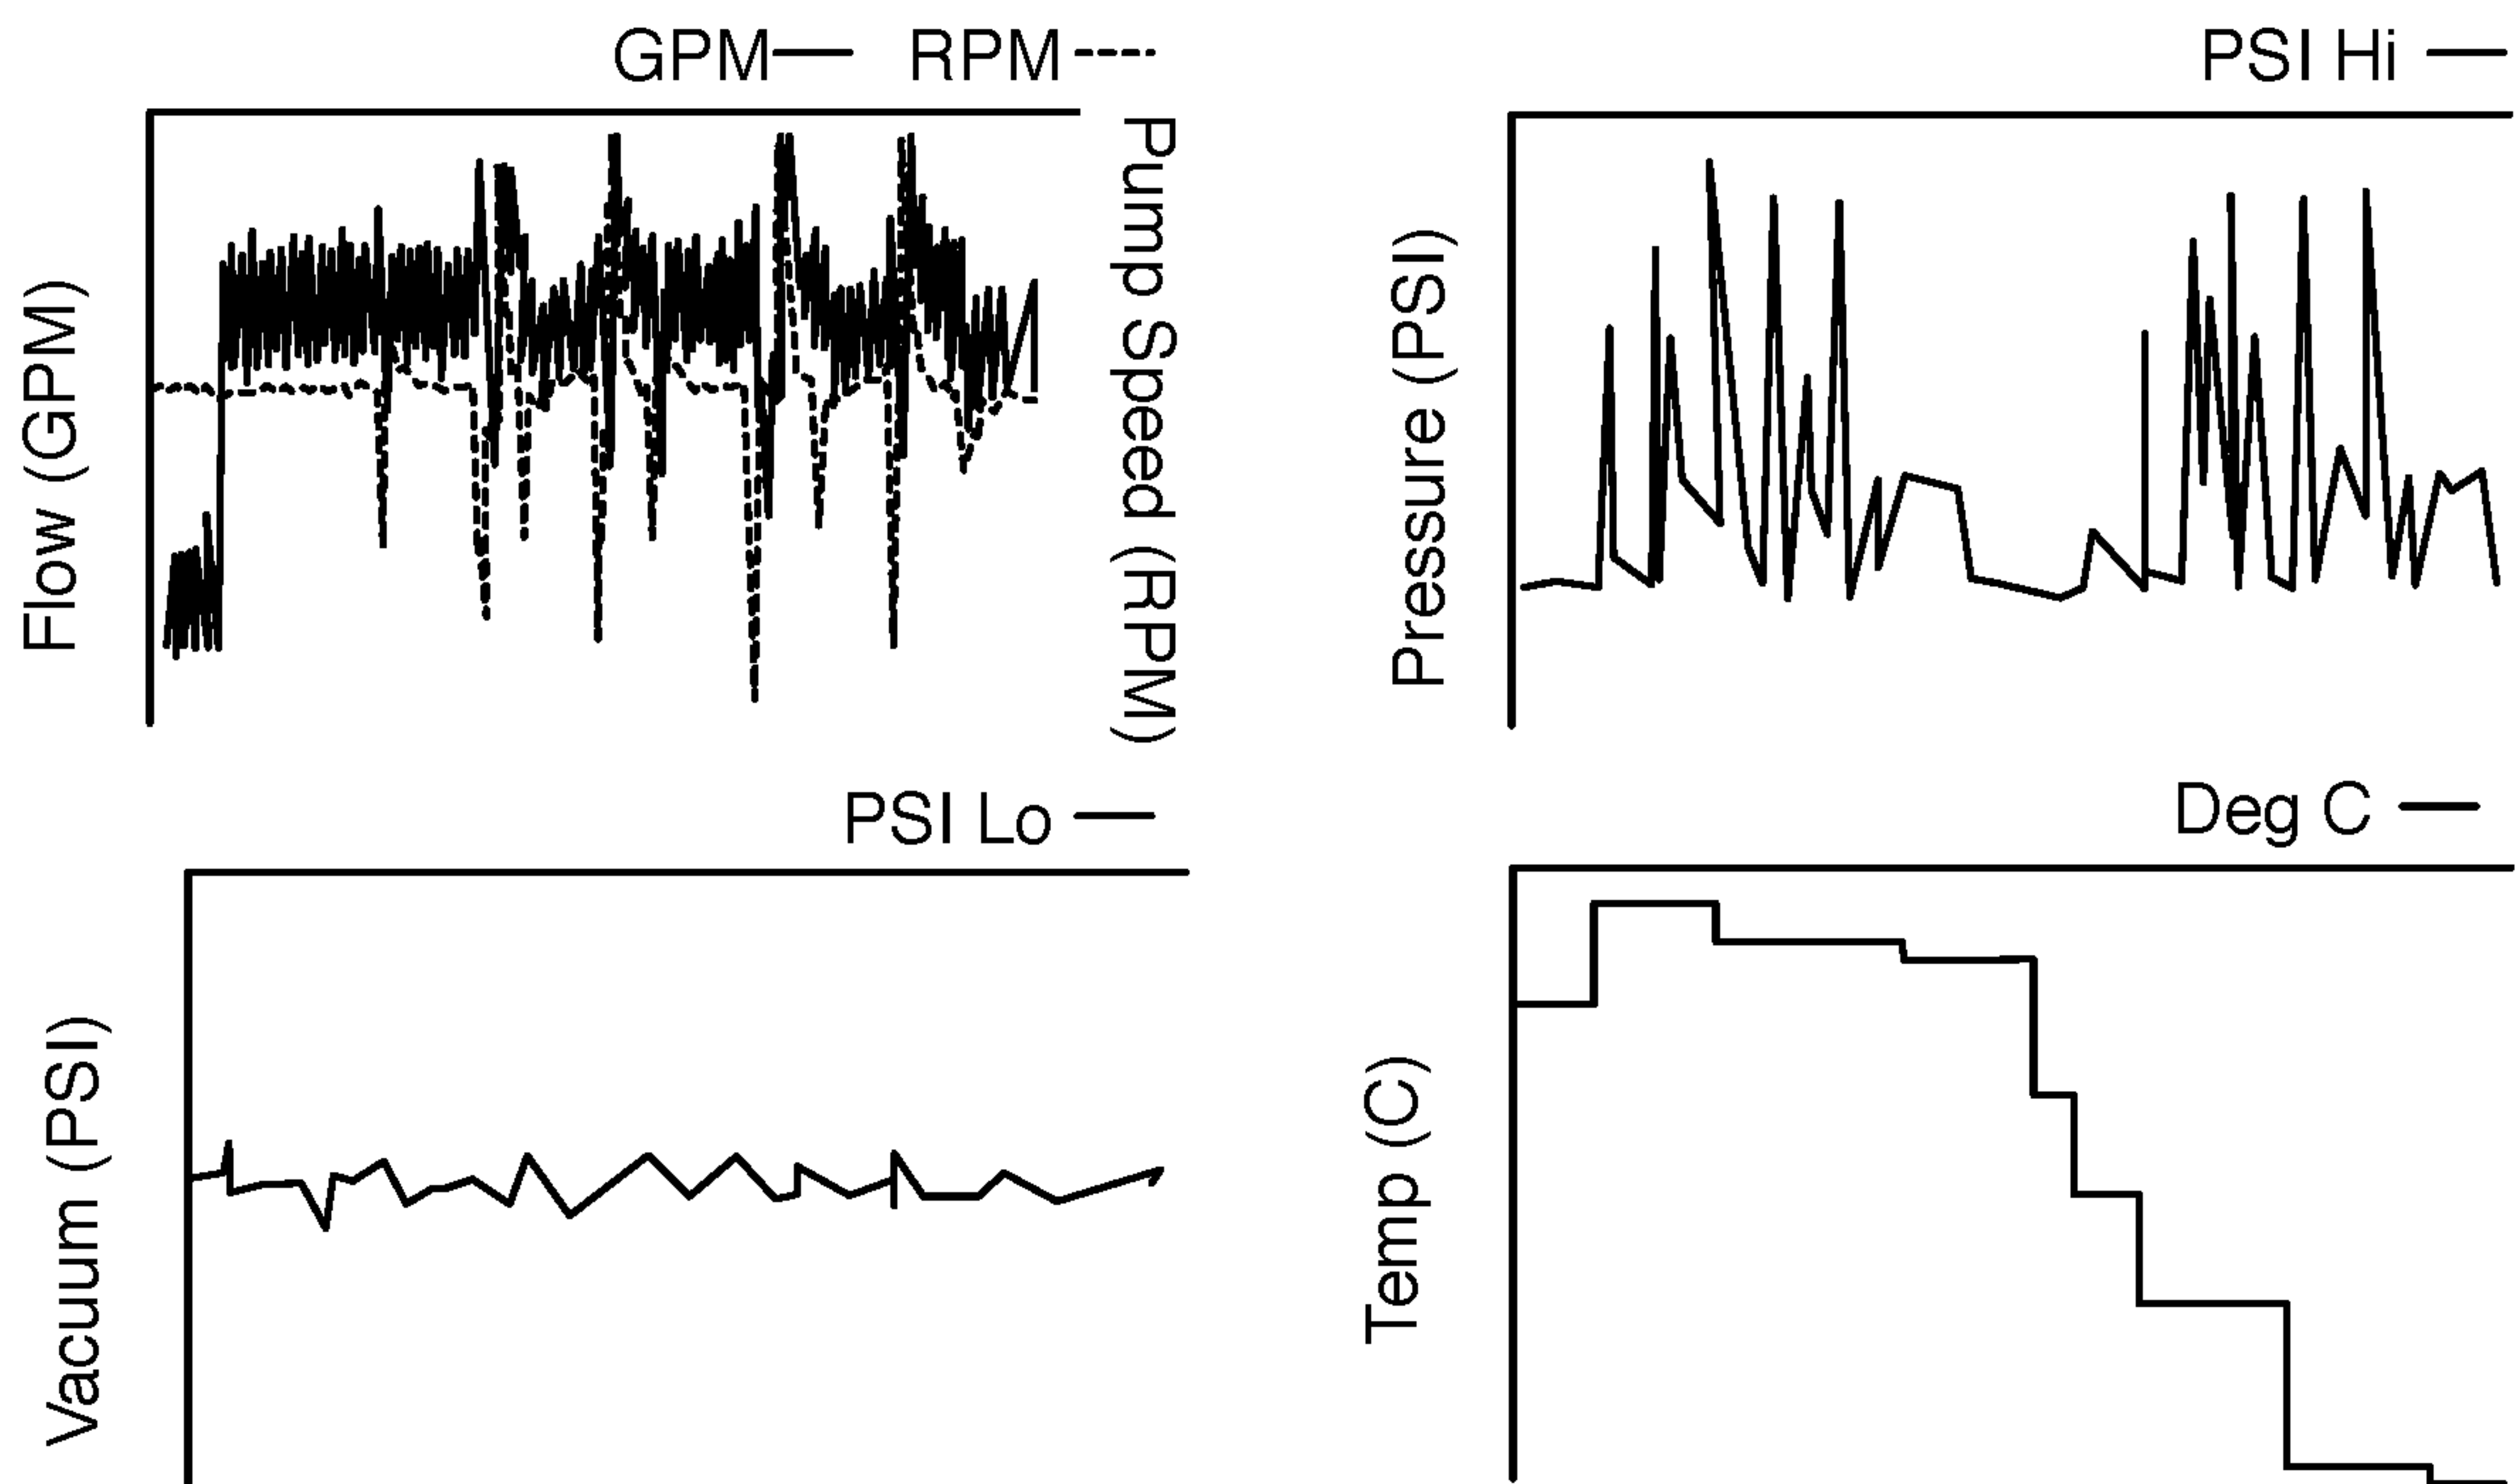 GPM RPM
Flow (GPM)
Pump Speed (RPM)
PSI Hi
Pressure (PSI)
PSI Lo
Vacuum (PSI)
Deg C
Temp (C)